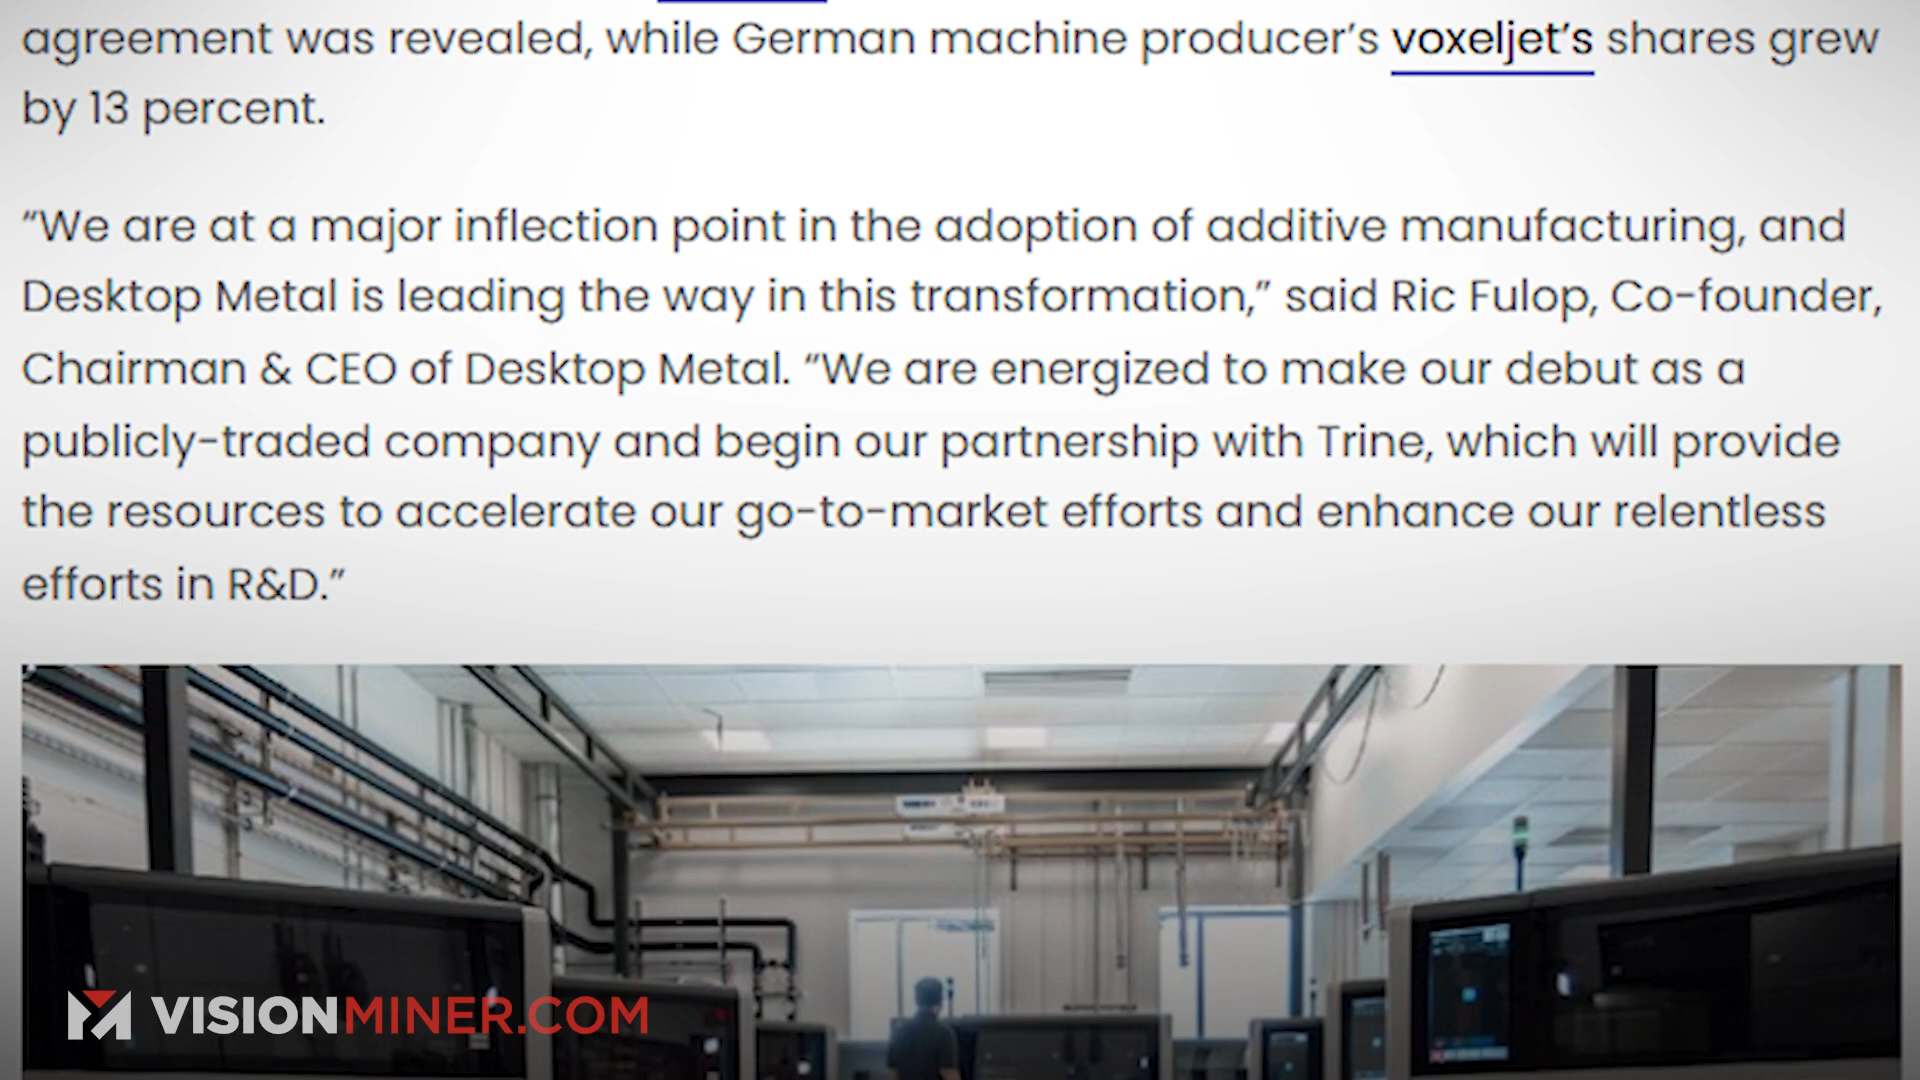 agreement was revealed, while German machine producer’s voxeljet’s shares grew
by 13 percent.
“We are at a major inflection point in the adoption of additive manufacturing, and
Desktop Metal is leading the way in this transformation,” said Ric Fulop, Co-founder,
Chairman & CEO of Desktop Metal. “We are energized to make our debut as a
publicly-traded company and begin our partnership with Trine, which will provide
the resources to accelerate our go-to-market efforts and enhance our relentless
efforts in R&D.”
VISIONMINER.COM